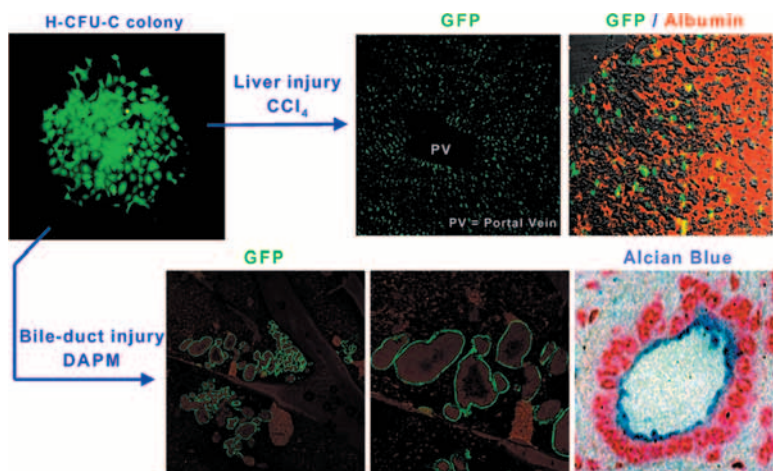 H-CFU-C colony
GFP
GFP / Albumin
Liver injury
CCl4
PV
PV = Portal Vein
GFP
Alcian Blue
Bile-duct injury
DAPM